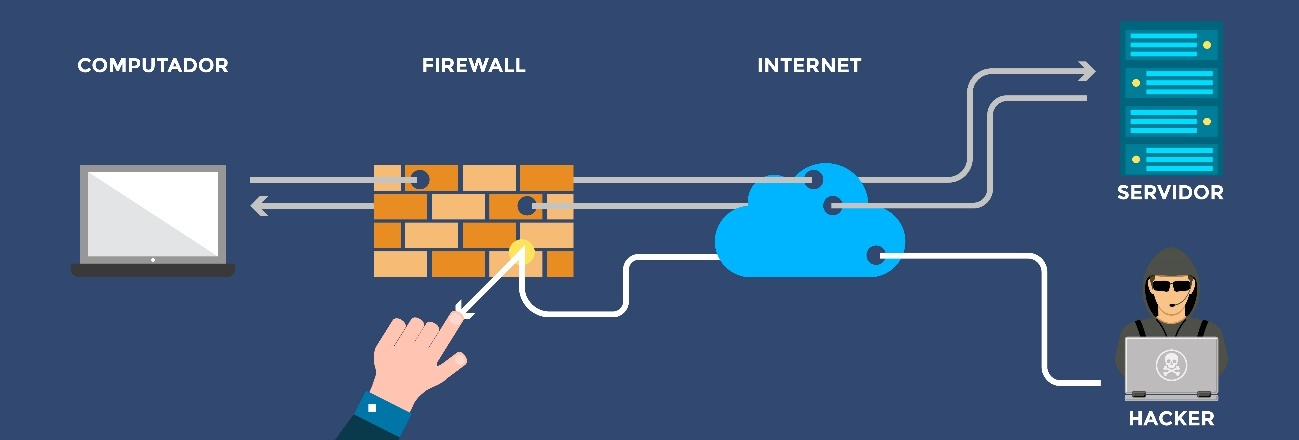 COMPUTADOR
FIREWALL
INTERNET
SERVIDOR
HACKER